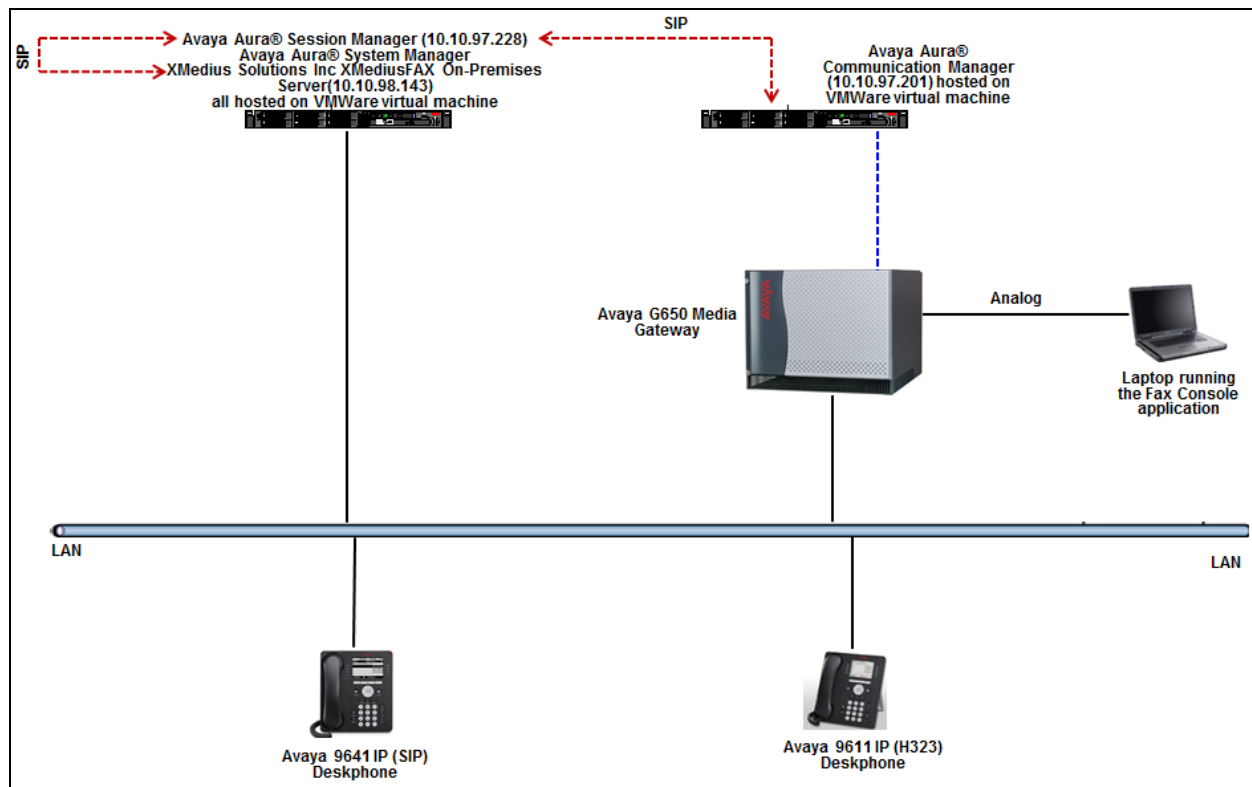 SIP
SIP
Avaya Aura® Session Manager (10.10.97.228)
Avaya Aura® System Manager
XMedius Solutions Inc XMediusFAX On-Premises
Server(10.10.98.143)
all hosted on VMWare virtual machine
Avaya Aura®
Communication Manager
(10.10.97.201) hosted on
VMWare virtual machine
Avaya G650 Media
Gateway
AVAYA
Analog
Laptop running
the Fax Console
application
LAN
LAN
Avaya 9641 IP (SIP)
Deskphone
Avaya 9611 IP (H323)
Deskphone